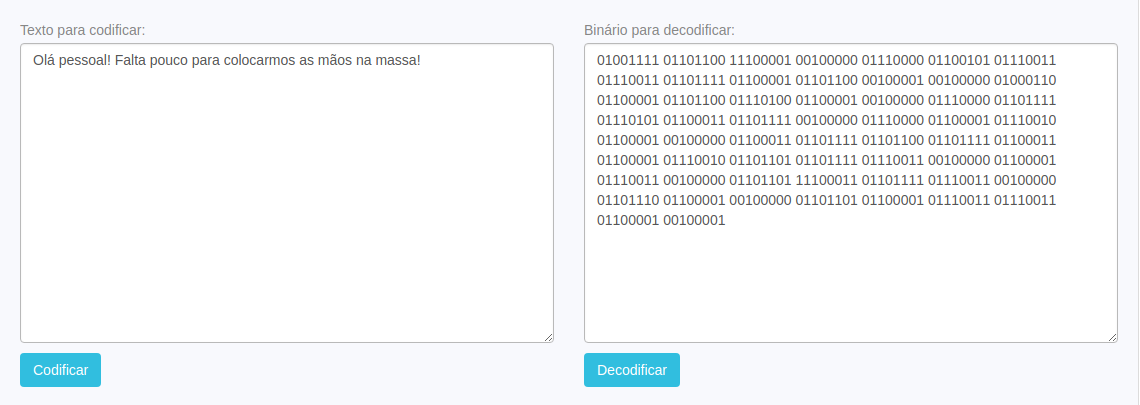 Texto para codificar:
Olá pessoal! Falta pouco para colocarmos as mãos na massa!
Codificar
Binário para decodificar:
01001111 01101100 11100001 00100000 01110000 01100101 01110011
01110011 01101111 01100001 01101100 00100001 00100000 01000110
01100001 01101100 01110100 01100001 00100000 01110000 01101111
01110101 01100011 01101111 00100000 01110000 01100001 01110010
01100001 00100000 01100011 01101111 01101100 01101111 01100011
01100001 01110010 01101101 01101111 01110011 00100000 01100001
01110011 00100000 01101101 11100011 01101111 01110011 00100000
01101110 01100001 00100000 01101101 01100001 01110011 01110011
01100001 00100001
Decodificar